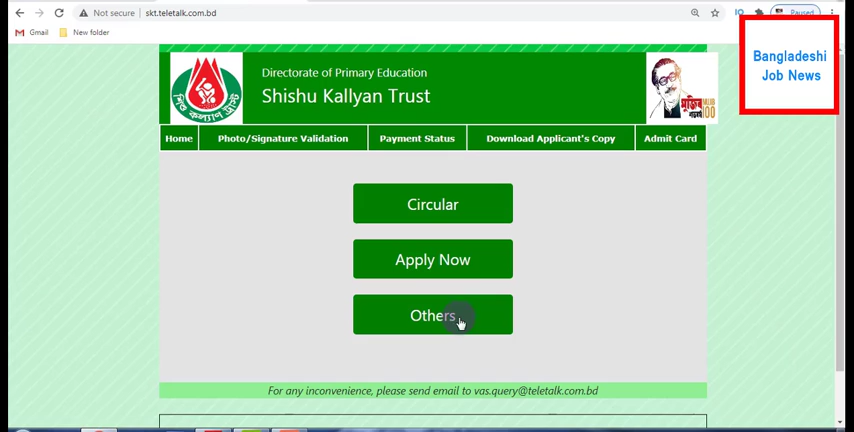 Not secure | skt.teletalk.com.bd
Paused
Gmail
New folder
Bangladeshi
Job News
Directorate of Primary Education
Shishu Kallyan Trust
শিশু কল্যাণ ট্রাস্ট
মুজিব
100
Home
Photo/Signature Validation
Payment Status
Download Applicant's Copy
Admit Card
Circular
Apply Now
Others
For any inconvenience, please send email to vas.query@teletalk.com.bd